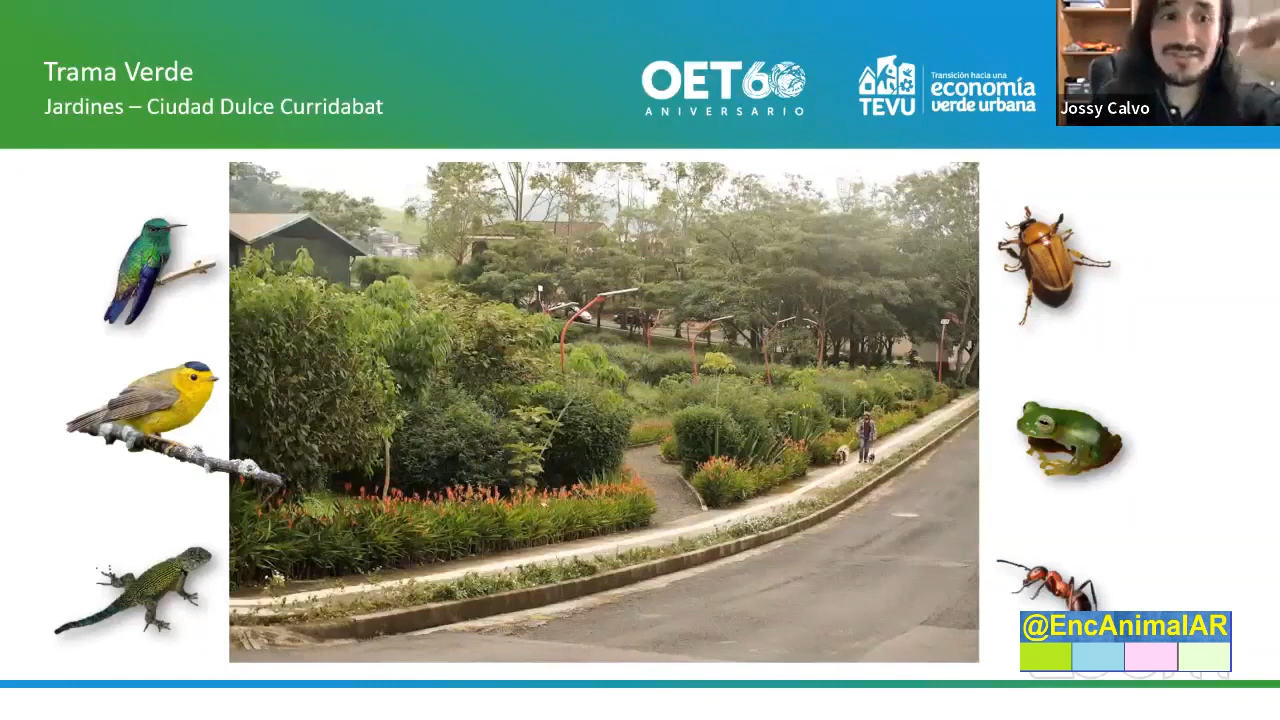 Trama Verde
Jardines – Ciudad Dulce Curridabat
OET60
ANIVERSARIO
TEVU
Transición hacia una
economía
verde urbana
Jossy Calvo
@EncAnimalAR